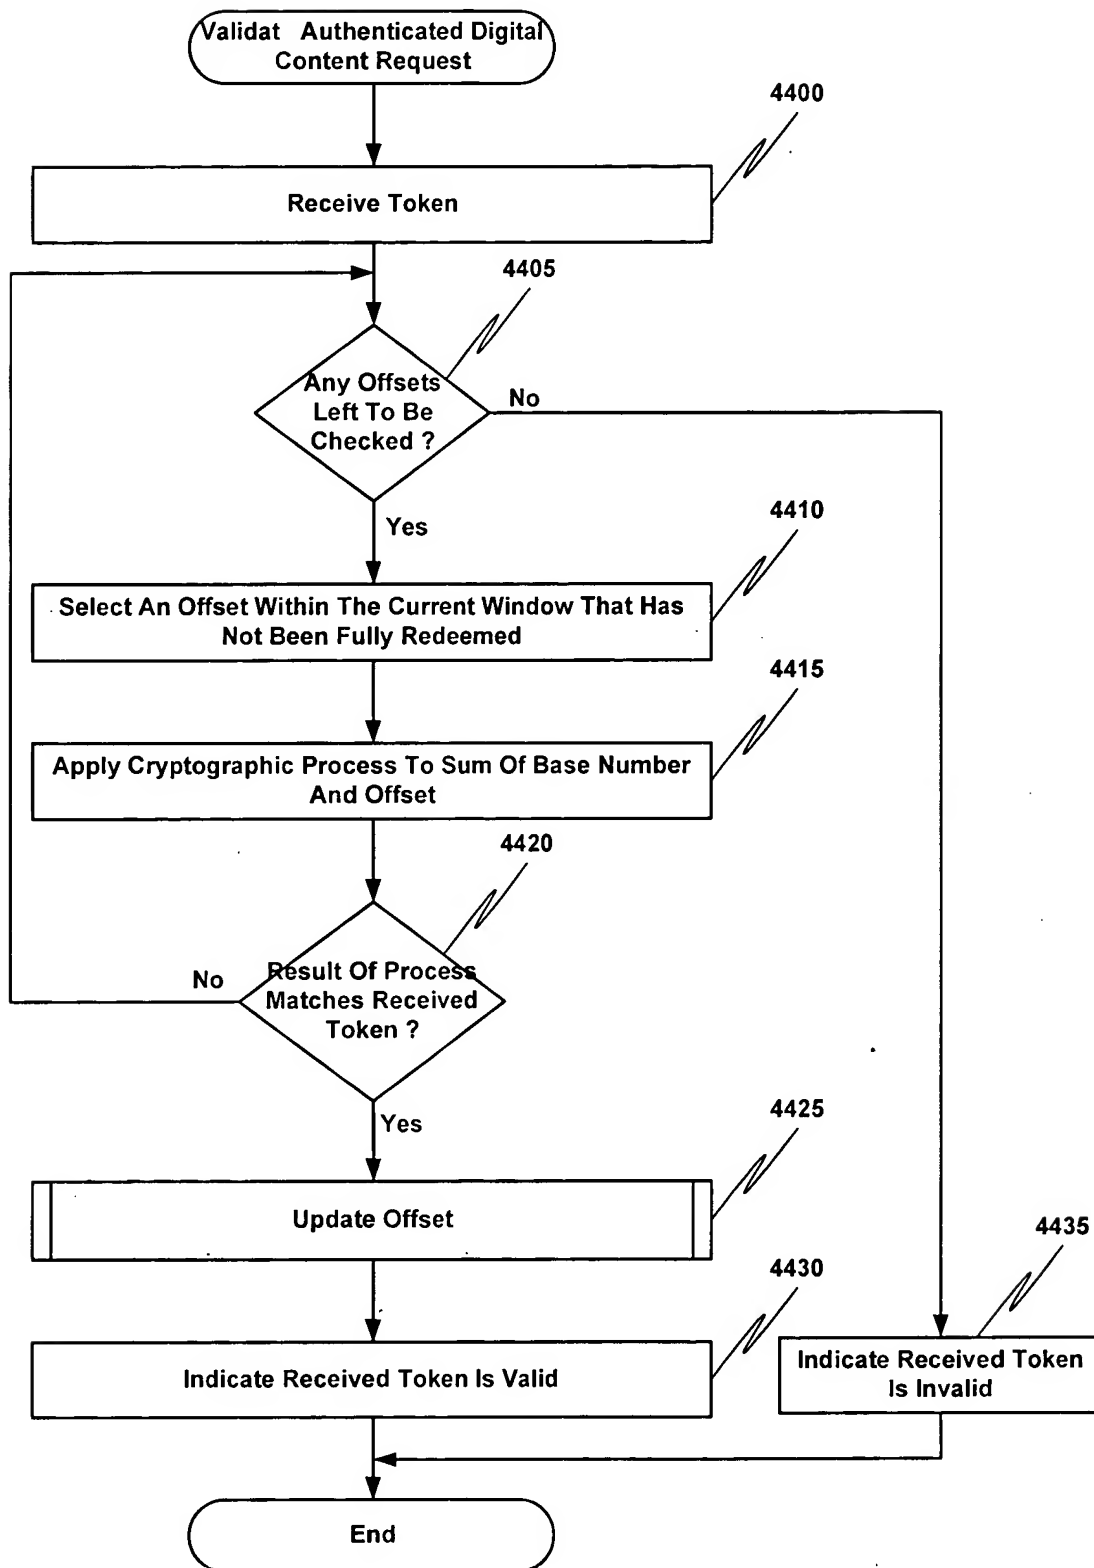 Validat Authenticated Digital
Content Request
4400
Receive Token
4405
Any Offsets
Left To Be
Checked ?
No
Yes
4410
Select An Offset Within The Current Window That Has
Not Been Fully Redeemed
4415
Apply Cryptographic Process To Sum Of Base Number
And Offset
4420
Result Of Process
Matches Received
Token ?
No
Yes
4425
Update Offset
4430
Indicate Received Token Is Valid
4435
Indicate Received Token
Is Invalid
End